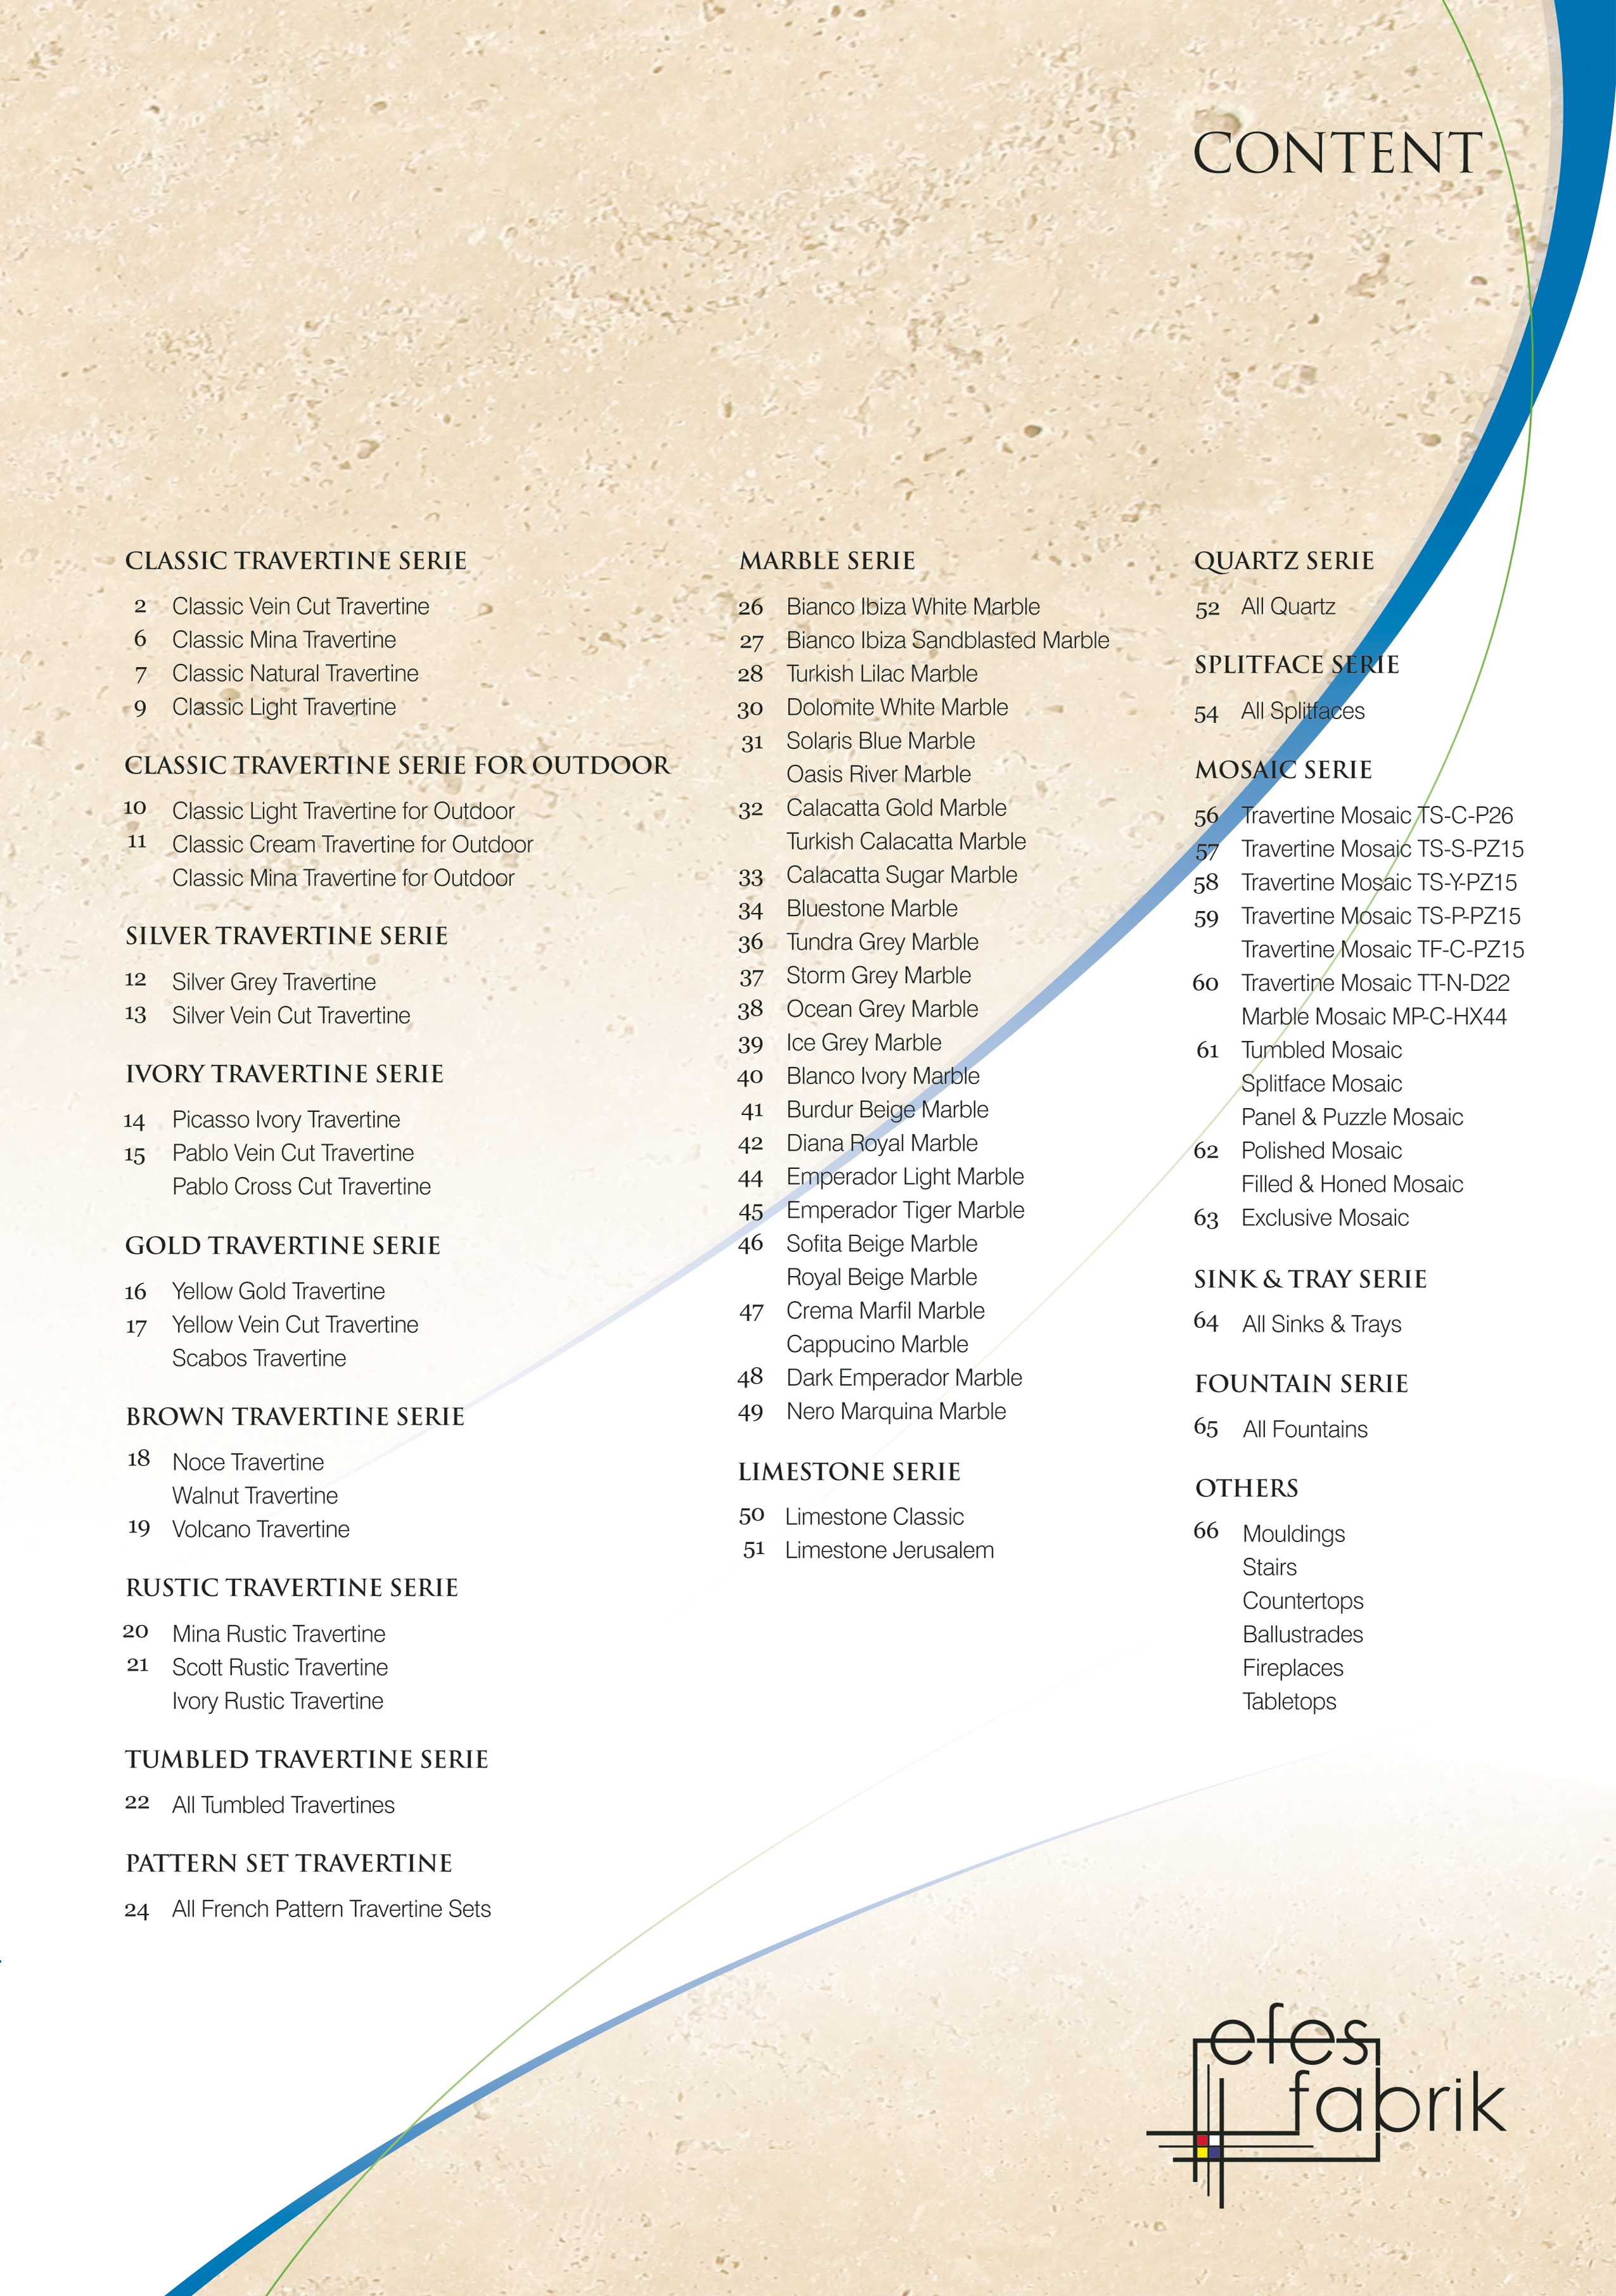 CONTENT
CLASSIC TRAVERTINE SERIE
2 Classic Vein Cut Travertine
6 Classic Mina Travertine
7 Classic Natural Travertine
9 Classic Light Travertine
CLASSIC TRAVERTINE SERIE FOR OUTDOOR
10 Classic Light Travertine for Outdoor
11 Classic Cream Travertine for Outdoor
Classic Mina Travertine for Outdoor
SILVER TRAVERTINE SERIE
12 Silver Grey Travertine
13 Silver Vein Cut Travertine
IVORY TRAVERTINE SERIE
14 Picasso Ivory Travertine
15 Pablo Vein Cut Travertine
Pablo Cross Cut Travertine
GOLD TRAVERTINE SERIE
16 Yellow Gold Travertine
17 Yellow Vein Cut Travertine
Scabos Travertine
BROWN TRAVERTINE SERIE
18 Noce Travertine
Walnut Travertine
19 Volcano Travertine
RUSTIC TRAVERTINE SERIE
20 Mina Rustic Travertine
21 Scott Rustic Travertine
Ivory Rustic Travertine
TUMBLED TRAVERTINE SERIE
22 All Tumbled Travertines
PATTERN SET TRAVERTINE
24 All French Pattern Travertine Sets
MARBLE SERIE
26 Bianco Ibiza White Marble
27 Bianco Ibiza Sandblasted Marble
28 Turkish Lilac Marble
30 Dolomite White Marble
31 Solaris Blue Marble
Oasis River Marble
32 Calacatta Gold Marble
Turkish Calacatta Marble
33 Calacatta Sugar Marble
34 Bluestone Marble
36 Tundra Grey Marble
37 Storm Grey Marble
38 Ocean Grey Marble
39 Ice Grey Marble
40 Blanco Ivory Marble
41 Burdur Beige Marble
42 Diana Royal Marble
44 Emperador Light Marble
45 Emperador Tiger Marble
46 Sofita Beige Marble
Royal Beige Marble
47 Crema Marfil Marble
Cappucino Marble
48 Dark Emperador Marble
49 Nero Marquina Marble
LIMESTONE SERIE
50 Limestone Classic
51 Limestone Jerusalem
QUARTZ SERIE
52 All Quartz
SPLITFACE SERIE
54 All Splitfaces
MOSAIC SERIE
56 Travertine Mosaic TS-C-P26
57 Travertine Mosaic TS-S-PZ15
58 Travertine Mosaic TS-Y-PZ15
59 Travertine Mosaic TS-P-PZ15
Travertine Mosaic TF-C-PZ15
60 Travertine Mosaic TT-N-D22
Marble Mosaic MP-C-HX44
61 Tumbled Mosaic
Splitface Mosaic
Panel & Puzzle Mosaic
62 Polished Mosaic
Filled & Honed Mosaic
63 Exclusive Mosaic
SINK & TRAY SERIE
64 All Sinks & Trays
FOUNTAIN SERIE
65 All Fountains
OTHERS
66 Mouldings
Stairs
Countertops
Ballustrades
Fireplaces
Tabletops
efes
fabrik